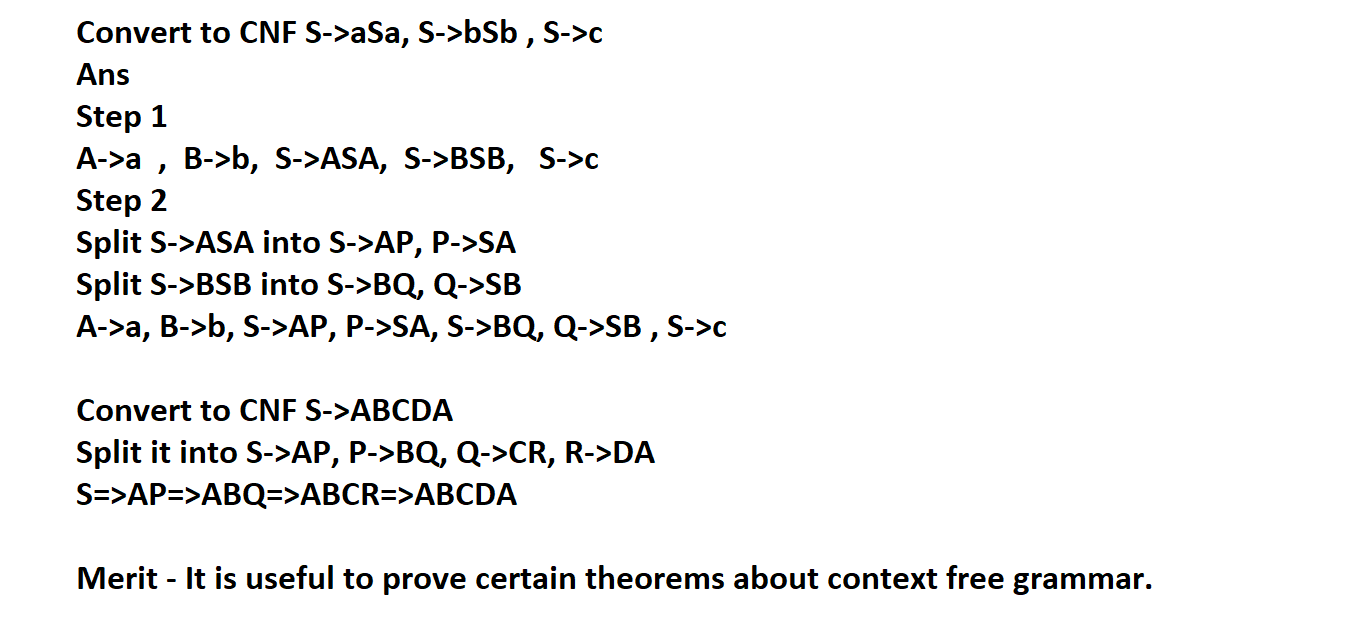 Convert to CNF S->aSa, S->bSb , S->c
Ans
Step 1
A->a , B->b, S->ASA, S->BSB, S->c
Step 2
Split S->ASA into S->AP, P->SA
Split S->BSB into S->BQ, Q->SB
A->a, B->b, S->AP, P->SA, S->BQ, Q->SB , S->c
Convert to CNF S->ABCDA
Split it into S->AP, P->BQ, Q->CR, R->DA
S=>AP=>ABQ=>ABCR=>ABCDA
Merit - It is useful to prove certain theorems about context free grammar.